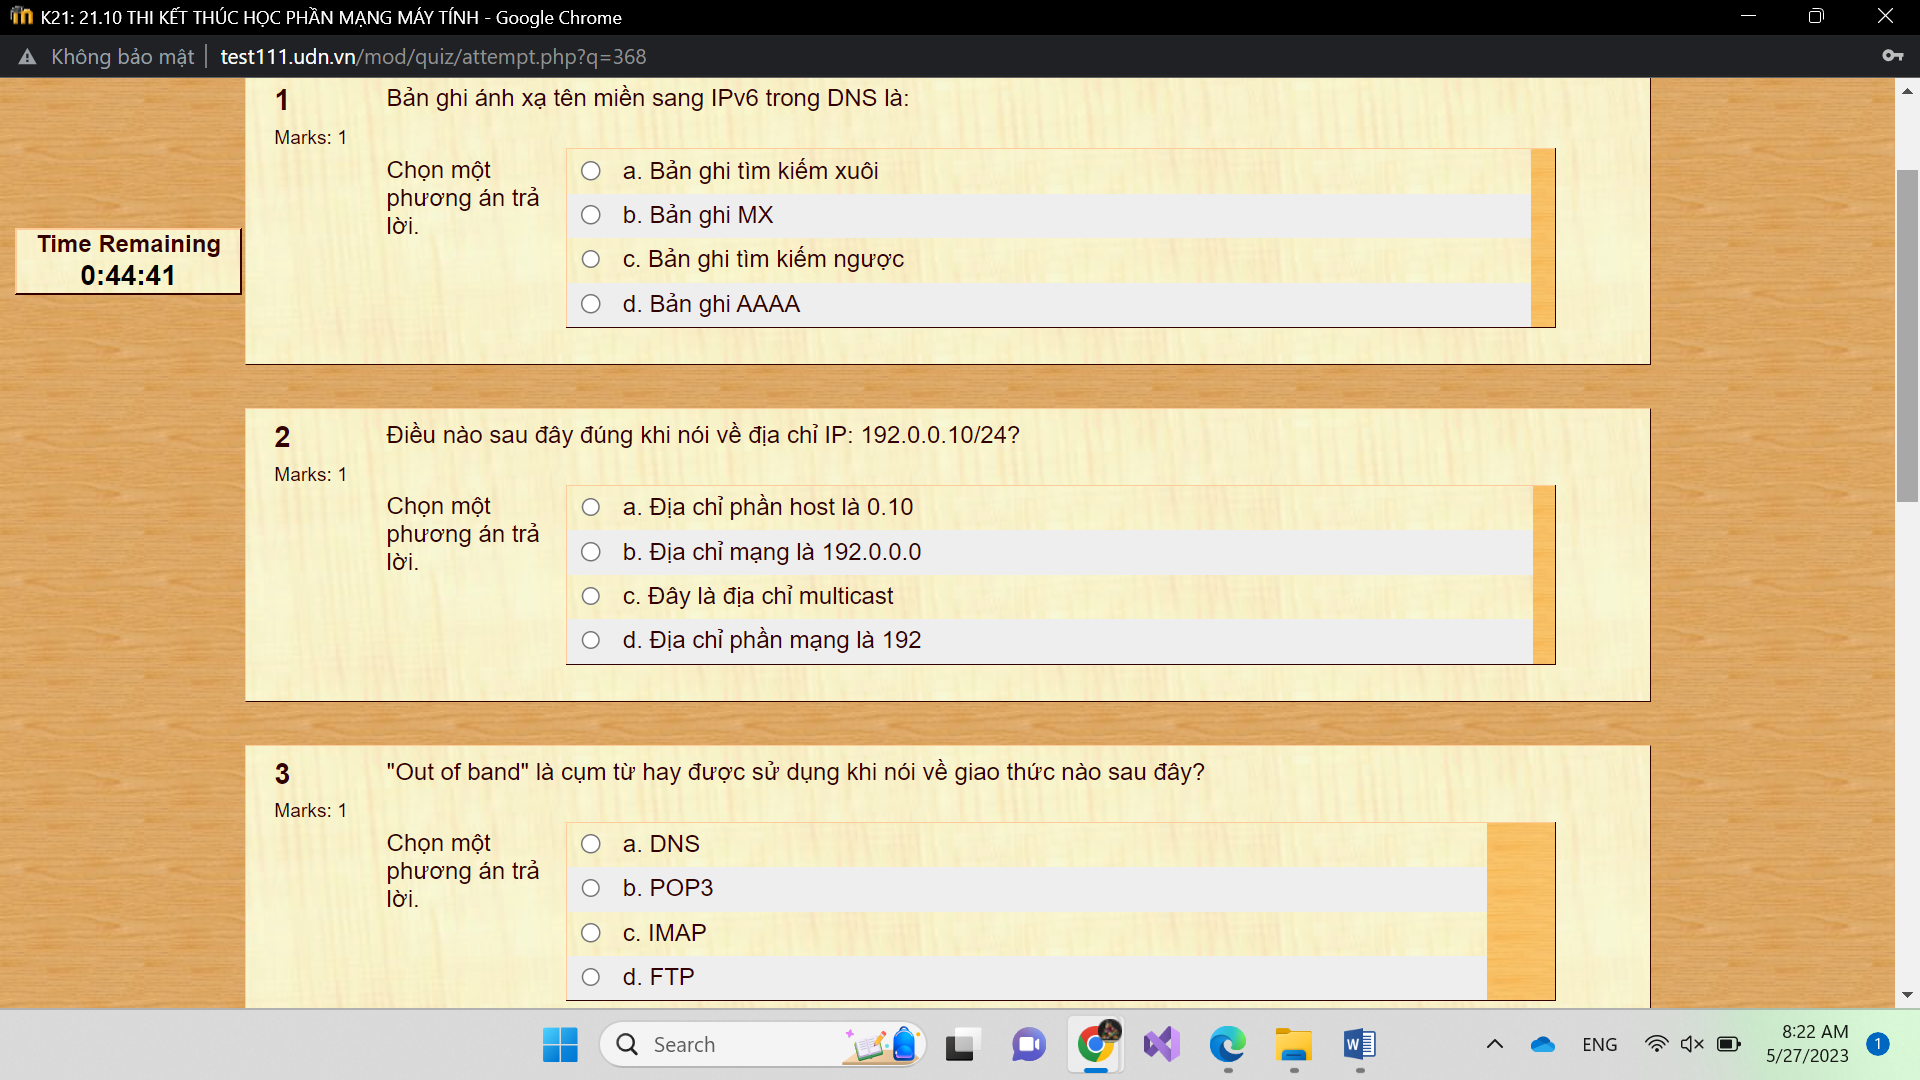 K21: 21.10 THI KẾT THÚC HỌC PHẦN MẠNG MÁY TÍNH - Google Chrome
Không bảo mật test111.udn.vn/mod/quiz/attempt.php?q=368
Time Remaining
0:44:41
1
Marks: 1
Bản ghi ánh xạ tên miền sang IPv6 trong DNS là:
Chọn một
phương án trả
lời.
a. Bản ghi tìm kiếm xuôi
b. Bản ghi MX
c. Bản ghi tìm kiếm ngược
d. Bản ghi AAAA
2
Marks: 1
Điều nào sau đây đúng khi nói về địa chỉ IP: 192.0.0.10/24?
Chọn một
phương án trả
lời.
a. Địa chỉ phần host là 0.10
b. Địa chỉ mạng là 192.0.0.0
c. Đây là địa chỉ multicast
d. Địa chỉ phần mạng là 192
3
Marks: 1
"Out of band" là cụm từ hay được sử dụng khi nói về giao thức nào sau đây?
Chọn một
phương án trả
lời.
a. DNS
b. POP3
c. IMAP
d. FTP
Search
ENG
8:22 AM
5/27/2023
1